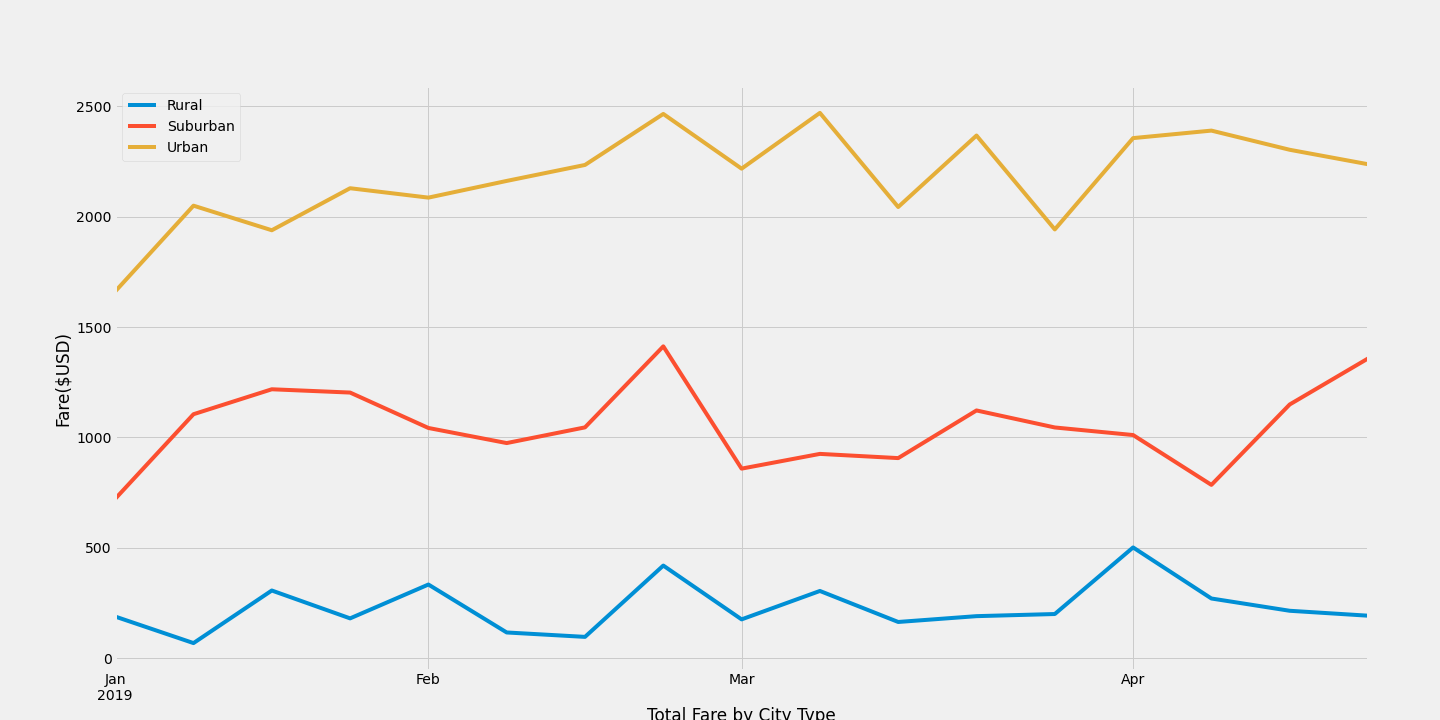 Rural
Suburban
Urban
2500
2000
1500
1000
500
0
Fare($USD)
Jan
2019
Feb
Mar
Apr
Total Fare by City Type